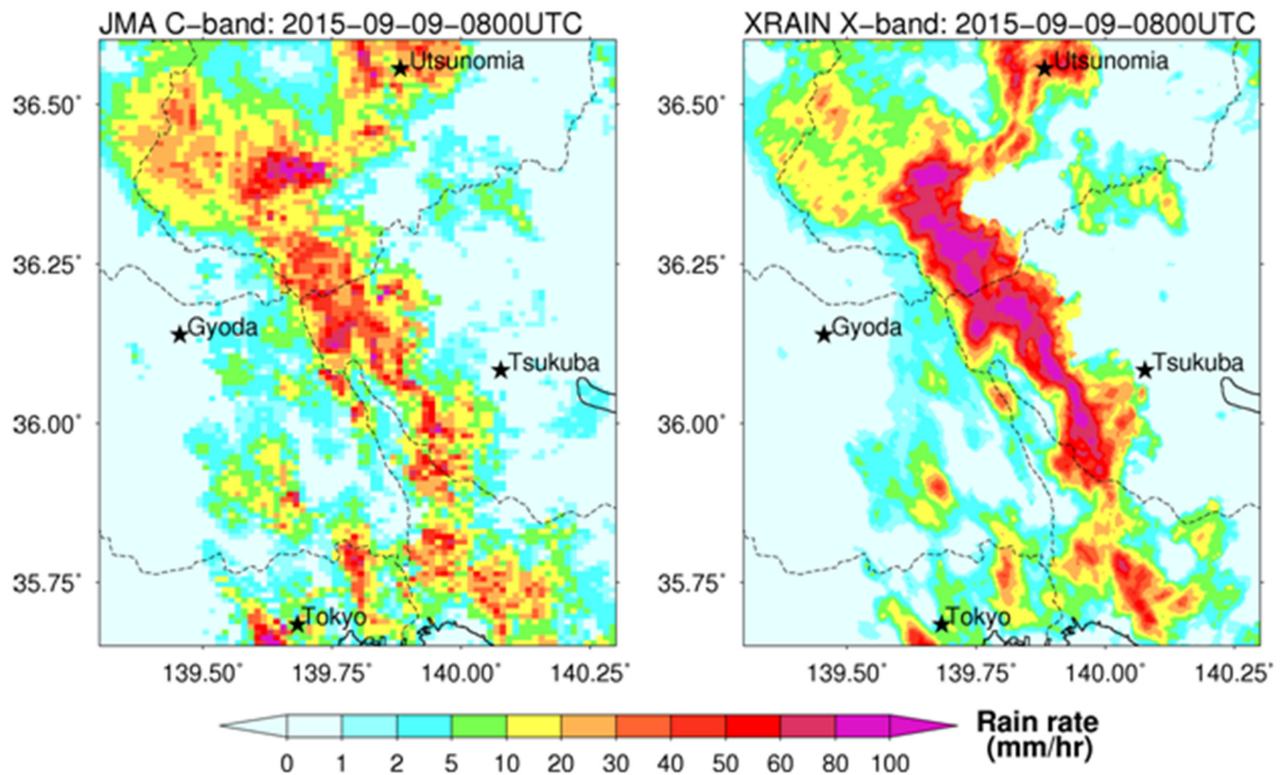 JMA C-band: 2015-09-09-0800UTC
XRAIN X-band: 2015-09-09-0800UTC
Utsunomia
Utsunomia
36.50°
36.50°
36.25°
36.25°
Gyoda
Gyoda
Tsukuba
Tsukuba
36.00°
36.00°
35.75°
35.75°
Tokyo
Tokyo
139.50° 139.75° 140.00° 140.25°
139.50° 139.75° 140.00° 140.25°
Rain rate
(mm/hr)
0 1 2 5 10 20 30 40 50 60 80 100